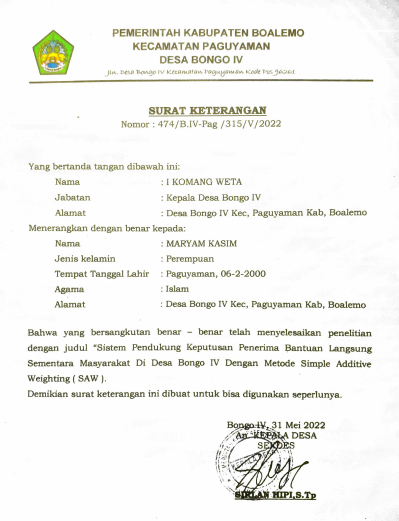 PEMERINTAH KABUPATEN BOALEMO
KECAMATAN PAGUYAMAN
DESA BONGO IV
Jln. Desa Bongo IV Kecamatan Paguyaman Kode Pos 96261
SURAT KETERANGAN
Nomor : 474/B.IV-Pag /315/V/2022
Yang bertanda tangan dibawah ini:
Nama : I KOMANG WETA
Jabatan : Kepala Desa Bongo IV
Alamat : Desa Bongo IV Kec, Paguyaman Kab, Boalemo
Menerangkan dengan benar kepada:
Nama : MARYAM KASIM
Jenis kelamin : Perempuan
Tempat Tanggal Lahir : Paguyaman, 06-2-2000
Agama : Islam
Alamat : Desa Bongo IV Kec, Paguyaman Kab, Boalemo
Bahwa yang bersangkutan benar – benar telah menyelesaikan penelitian
dengan judul "Sistem Pendukung Keputusan Penerima Bantuan Langsung
Sementara Masyarakat Di Desa Bongo IV Dengan Metode Simple Additive
Weighting ( SAW ).
Demikian surat keterangan ini dibuat untuk bisa digunakan seperlunya.
Bongo IV, 31 Mei 2022
An. KEPALA DESA
SEKDES
HIPI,S.Tp